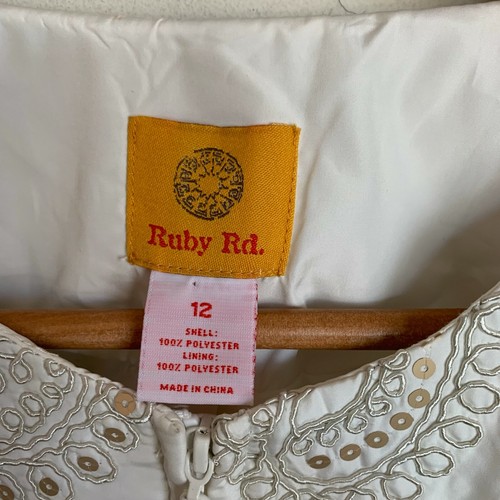 Ruby Rd.
12
SHELL:
100% POLYESTER
LINING:
100% POLYESTER
MADE IN CHINA